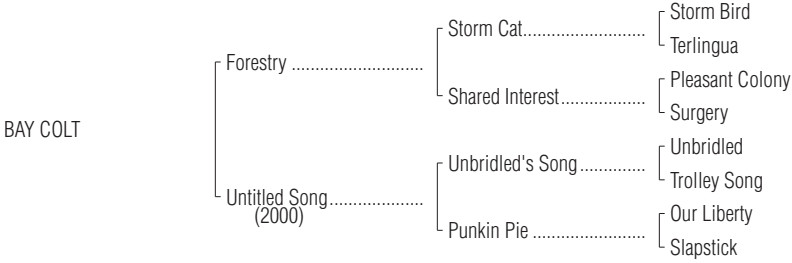 Storm Bird
Storm Cat..........................
Terlingua
Forestry ............................
Pleasant Colony
Shared Interest..................
Surgery
BAY COLT
Unbridled
Unbridled's Song..............
Trolley Song
Untitled Song....................
(2000)
Our Liberty
Punkin Pie ........................
Slapstick